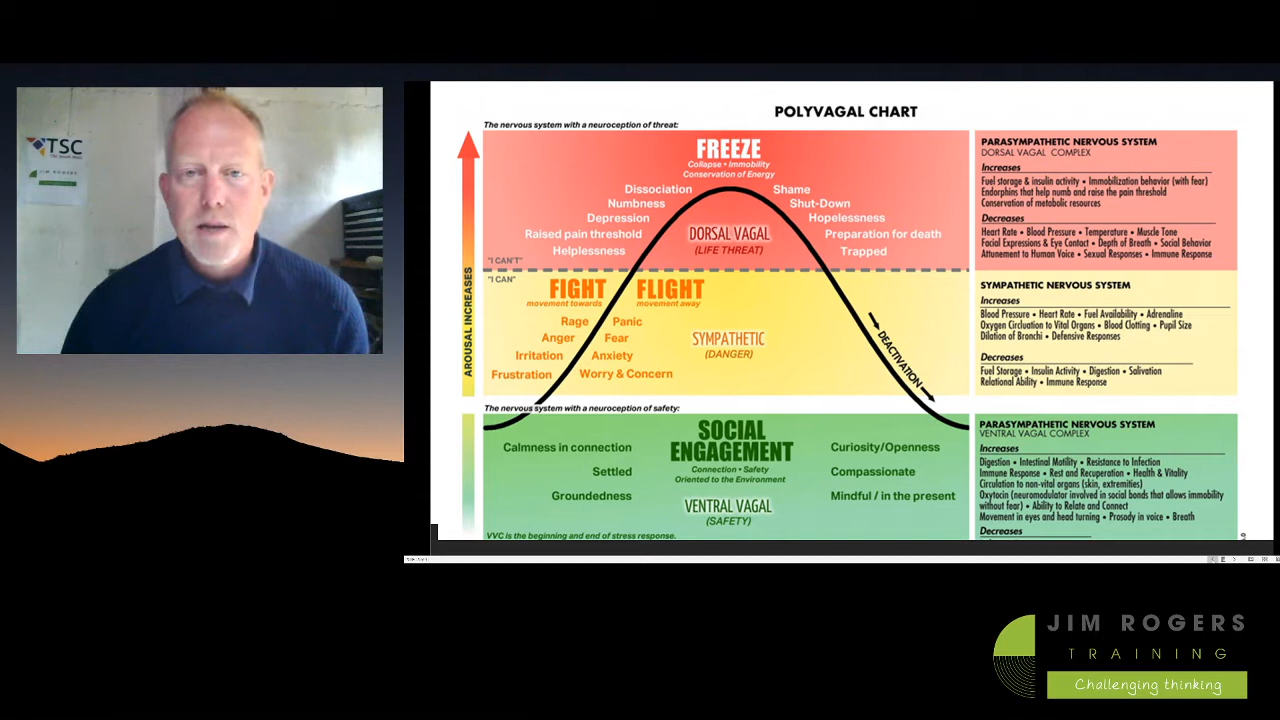 TSC
JIM ROGERS
POLYVAGAL CHART
The nervous system with a neuroception of threat:
FREEZE
Collapse • Immobility
Conservation of Energy
Dissociation
Numbness
Depression
Raised pain threshold
Helplessness
Shame
Shut-Down
Hopelessness
Preparation for death
Trapped
DORSAL VAGAL
(LIFE THREAT)
"I CAN'T"
"I CAN"
AROUSAL INCREASES
FIGHT
movement towards
FLIGHT
movement away
Rage
Anger
Irritation
Frustration
Panic
Fear
Anxiety
Worry & Concern
SYMPATHETIC
(DANGER)
DEACTIVATION
The nervous system with a neuroception of safety:
SOCIAL
ENGAGEMENT
Connection • Safety
Oriented to the Environment
Calmness in connection
Settled
Groundedness
Curiosity/Openness
Compassionate
Mindful / in the present
VENTRAL VAGAL
(SAFETY)
VVC is the beginning and end of stress response.
PARASYMPATHETIC NERVOUS SYSTEM
DORSAL VAGAL COMPLEX
Increases
Fuel storage & insulin activity • Immobilization behavior (with fear)
Endorphins that help numb and raise the pain threshold
Conservation of metabolic resources
Decreases
Heart Rate • Blood Pressure • Temperature • Muscle Tone
Facial Expressions & Eye Contact • Depth of Breath • Social Behavior
Attunement to Human Voice • Sexual Responses • Immune Response
SYMPATHETIC NERVOUS SYSTEM
Increases
Blood Pressure • Heart Rate • Fuel Availability • Adrenaline
Oxygen Circluation to Vital Organs • Blood Clotting • Pupil Size
Dilation of Bronchi • Defensive Responses
Decreases
Fuel Storage • Insulin Activity • Digestion • Salivation
Relational Ability • Immune Response
PARASYMPATHETIC NERVOUS SYSTEM
VENTRAL VAGAL COMPLEX
Increases
Digestion • Intestinal Motility • Resistance to Infection
Immune Response • Rest and Recuperation • Health & Vitality
Circulation to non-vital organs (skin, extremities)
Oxytocin (neuromodulator involved in social bonds that allows immobility
without fear) • Ability to Relate and Connect
Movement in eyes and head turning • Prosody in voice • Breath
Decreases
JIM ROGERS
TRAINING
Challenging thinking